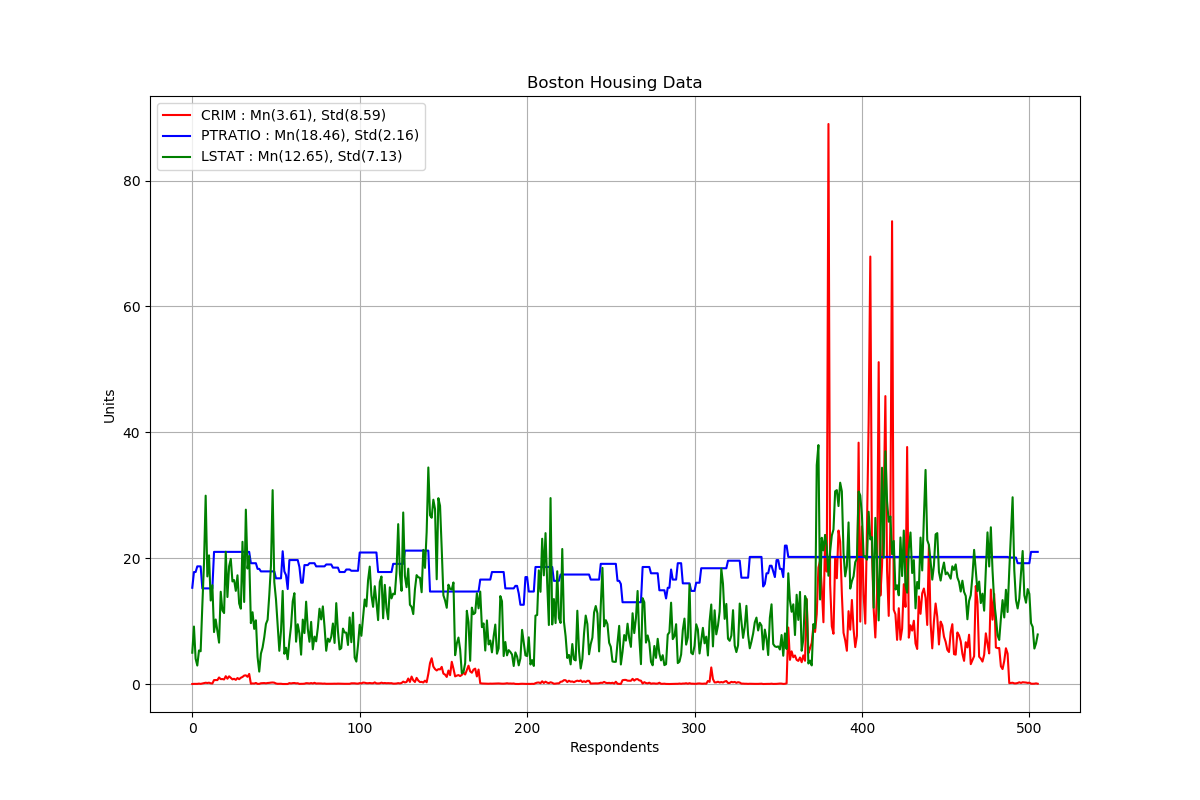 Boston Housing Data
CRIM : Mn(3.61), Std(8.59)
PTRATIO : Mn(18.46), Std(2.16)
LSTAT : Mn(12.65), Std(7.13)
Units
80
60
40
20
0
0 100 200 300 400 500
Respondents